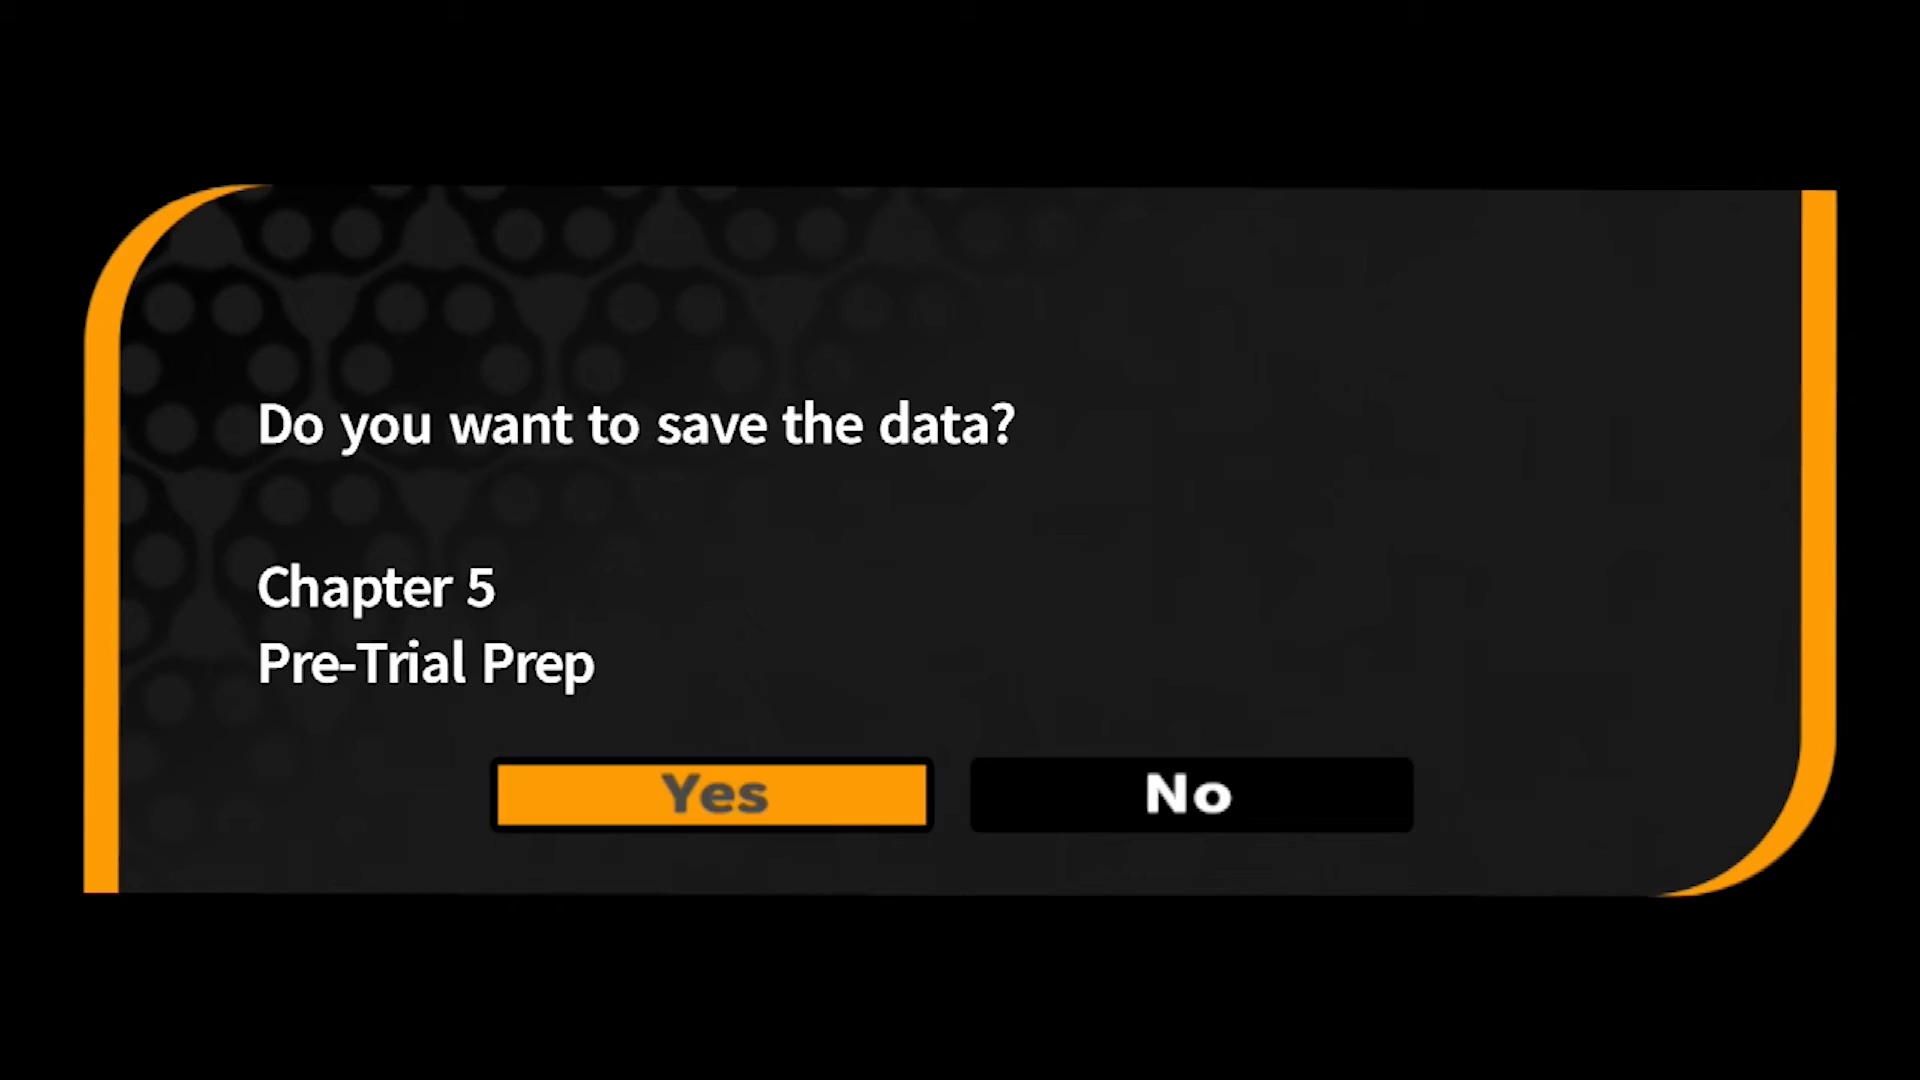 Do you want to save the data?
Chapter 5
Pre-Trial Prep
Yes
No